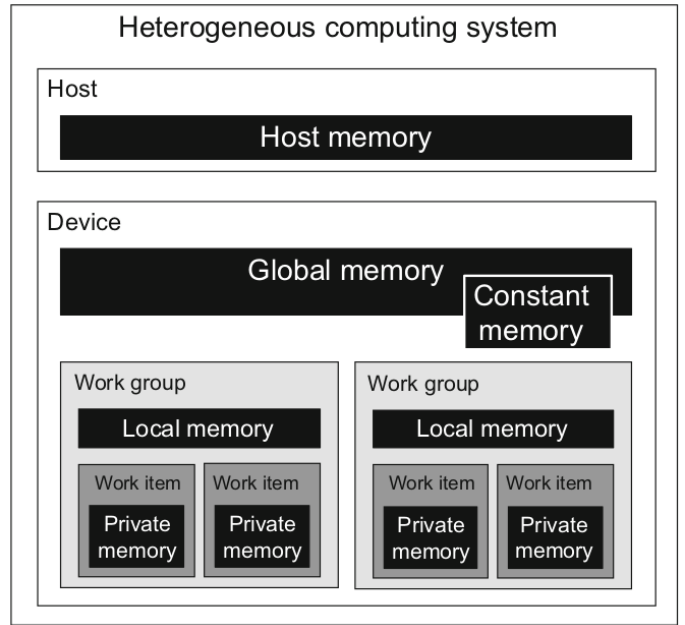 Heterogeneous computing system
Host
Host memory
Device
Global memory
Constant
memory
Work group
Local memory
Work item
Private
memory
Work item
Private
memory
Work group
Local memory
Work item
Private
memory
Work item
Private
memory